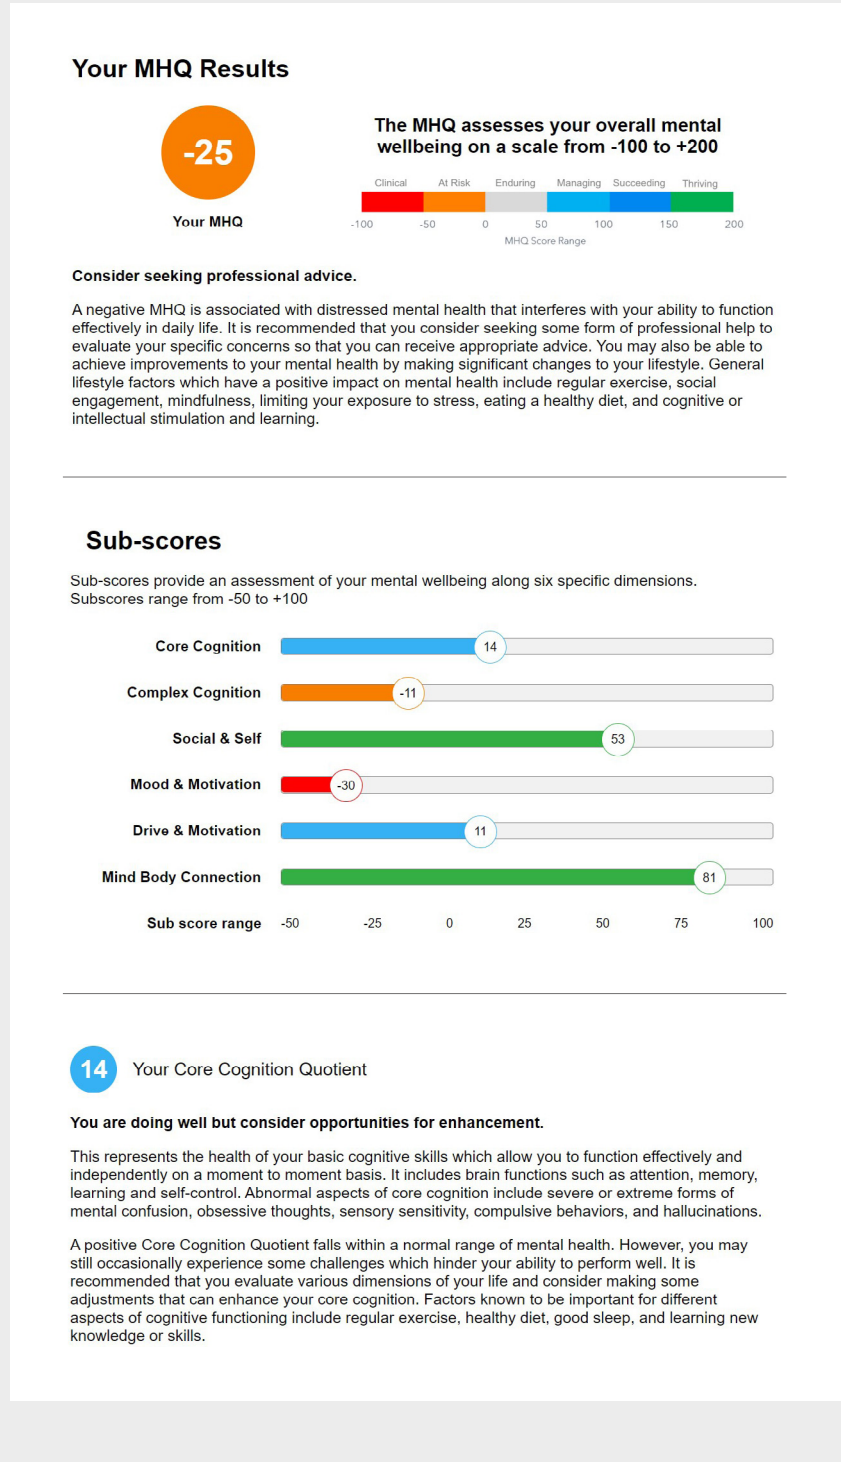 Your MHQ Results
-25
Your MHQ
The MHQ assesses your overall mental
wellbeing on a scale from -100 to +200
Clinical At Risk Enduring Managing Succeeding Thriving
-100 -50 0 50 100 150 200
MHQ Score Range
Consider seeking professional advice.
A negative MHQ is associated with distressed mental health that interferes with your ability to function
effectively in daily life. It is recommended that you consider seeking some form of professional help to
evaluate your specific concerns so that you can receive appropriate advice. You may also be able to
achieve improvements to your mental health by making significant changes to your lifestyle. General
lifestyle factors which have a positive impact on mental health include regular exercise, social
engagement, mindfulness, limiting your exposure to stress, eating a healthy diet, and cognitive or
intellectual stimulation and learning.
Sub-scores
Sub-scores provide an assessment of your mental wellbeing along six specific dimensions.
Subscores range from -50 to +100
Core Cognition 14
Complex Cognition -11
Social & Self 53
Mood & Motivation -30
Drive & Motivation 11
Mind Body Connection 81
Sub score range -50 -25 0 25 50 75 100
14 Your Core Cognition Quotient
You are doing well but consider opportunities for enhancement.
This represents the health of your basic cognitive skills which allow you to function effectively and
independently on a moment to moment basis. It includes brain functions such as attention, memory,
learning and self-control. Abnormal aspects of core cognition include severe or extreme forms of
mental confusion, obsessive thoughts, sensory sensitivity, compulsive behaviors, and hallucinations.
A positive Core Cognition Quotient falls within a normal range of mental health. However, you may
still occasionally experience some challenges which hinder your ability to perform well. It is
recommended that you evaluate various dimensions of your life and consider making some
adjustments that can enhance your core cognition. Factors known to be important for different
aspects of cognitive functioning include regular exercise, healthy diet, good sleep, and learning new
knowledge or skills.